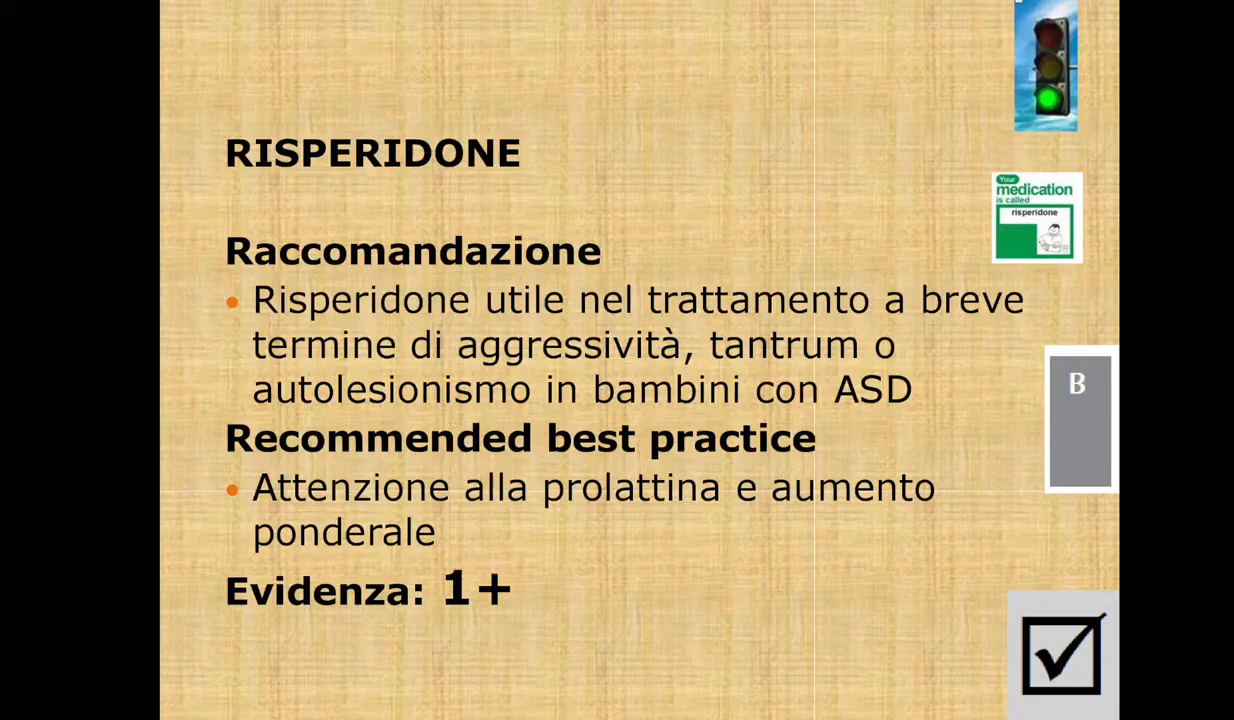 RISPERIDONE
Your
medication
is called
risperidone
Raccomandazione
• Risperidone utile nel trattamento a breve
termine di aggressività, tantrum o
autolesionismo in bambini con ASD
B
Recommended best practice
• Attenzione alla prolattina e aumento
ponderale
Evidenza: 1+